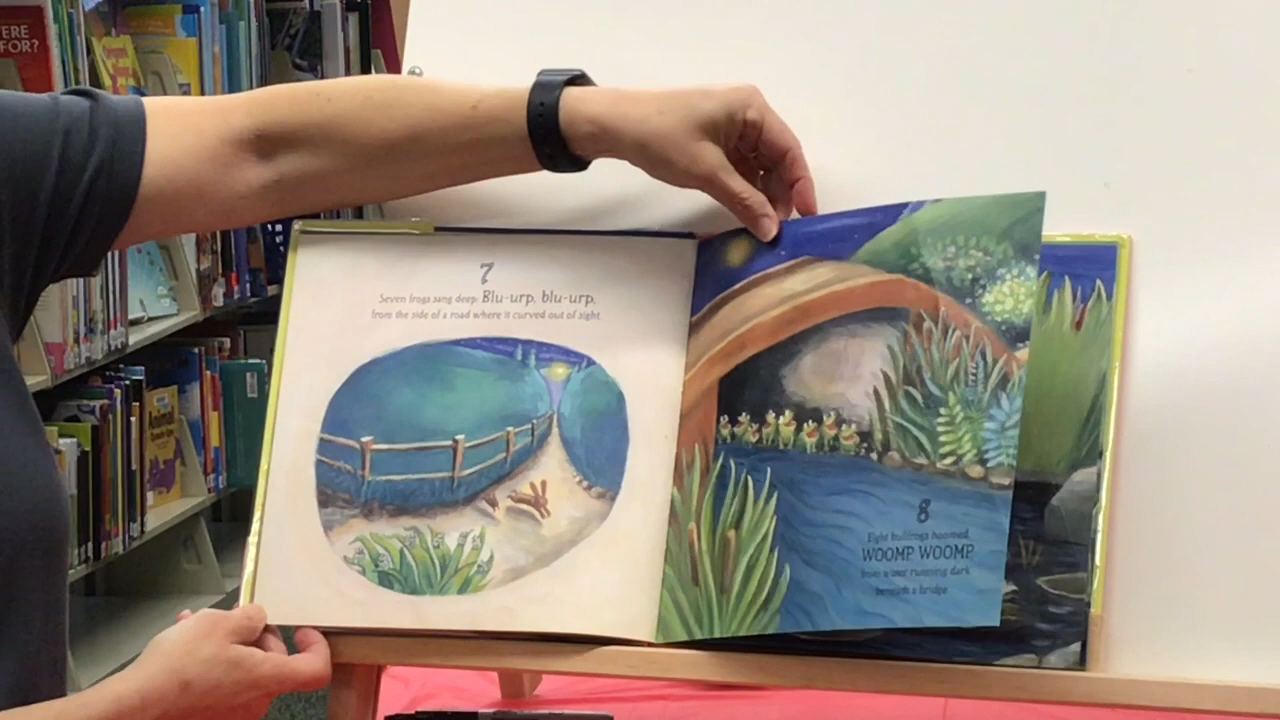 ERE
FOR?
7
Seven frogs sang deep: Blu-urp, blu-urp,
from the side of a road where it curved out of sight.
8
Eight bullfrogs boomed
WOOMP WOOMP
from water running dark
beneath a bridge